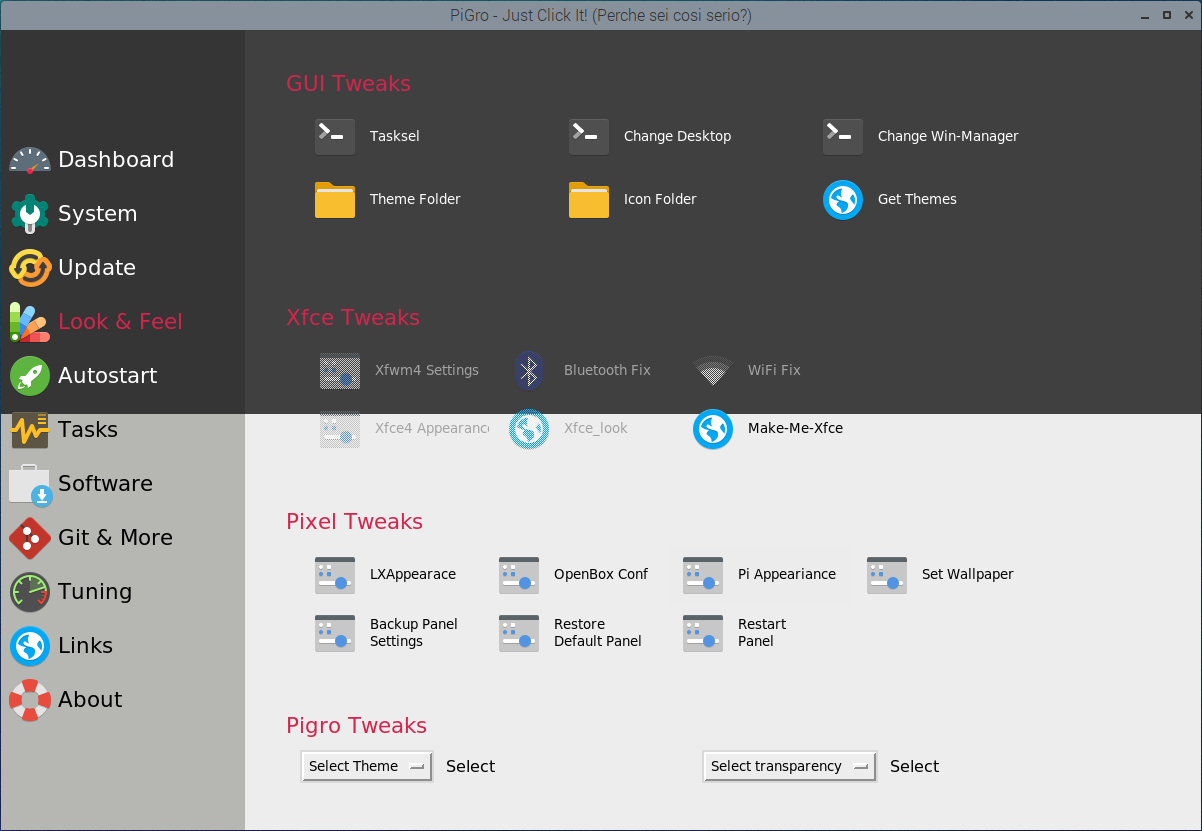 PiGro - Just Click It! (Perche sei cosi serio?)
Dashboard
System
Update
Look & Feel
Autostart
Tasks
Software
Git & More
Tuning
Links
About
GUI Tweaks
Tasksel
Change Desktop
Change Win-Manager
Theme Folder
Icon Folder
Get Themes
Xfce Tweaks
Xfwm4 Settings
Bluetooth Fix
WiFi Fix
Xfce4 Appearanc
Xfce_look
Make-Me-Xfce
Pixel Tweaks
LXAppearace
OpenBox Conf
Pi Appeariance
Set Wallpaper
Backup Panel
Settings
Restore
Default Panel
Restart
Panel
Pigro Tweaks
Select Theme
Select
Select transparency
Select